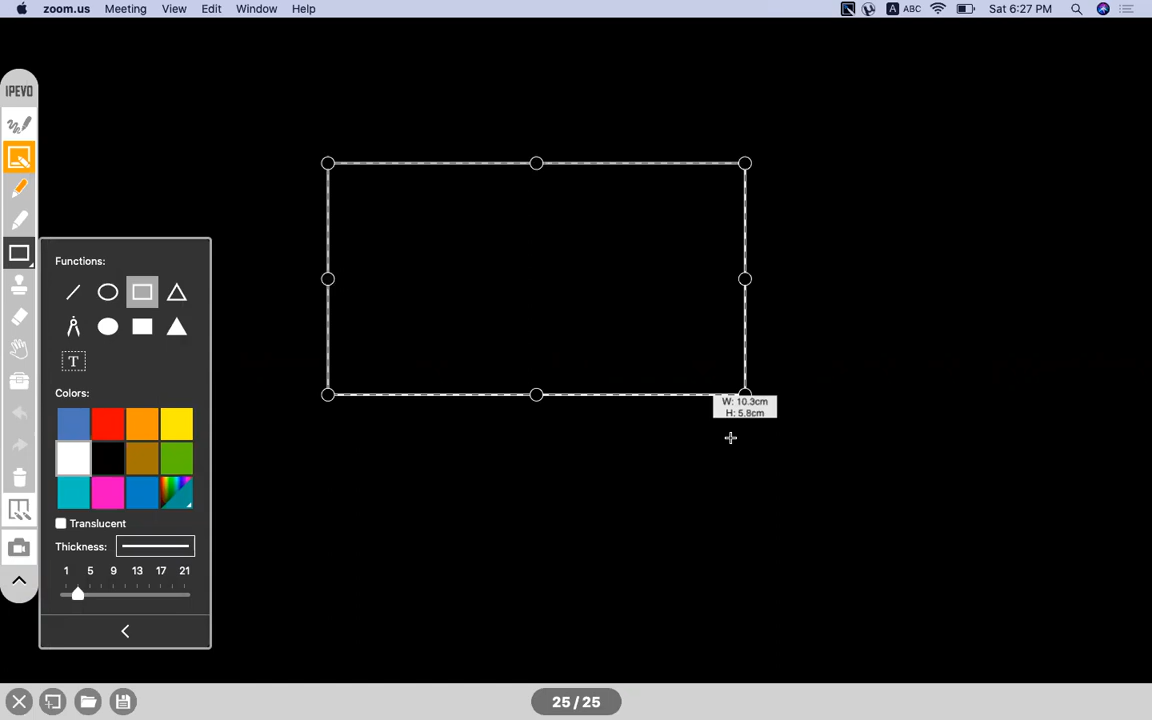 zoom.us Meeting View Edit Window Help
A ABC Sat 6:27 PM
IPEVO
Functions:
T
Colors:
Translucent
Thickness:
1 5 9 13 17 21
W: 10.3cm
H: 5.8cm
25 / 25